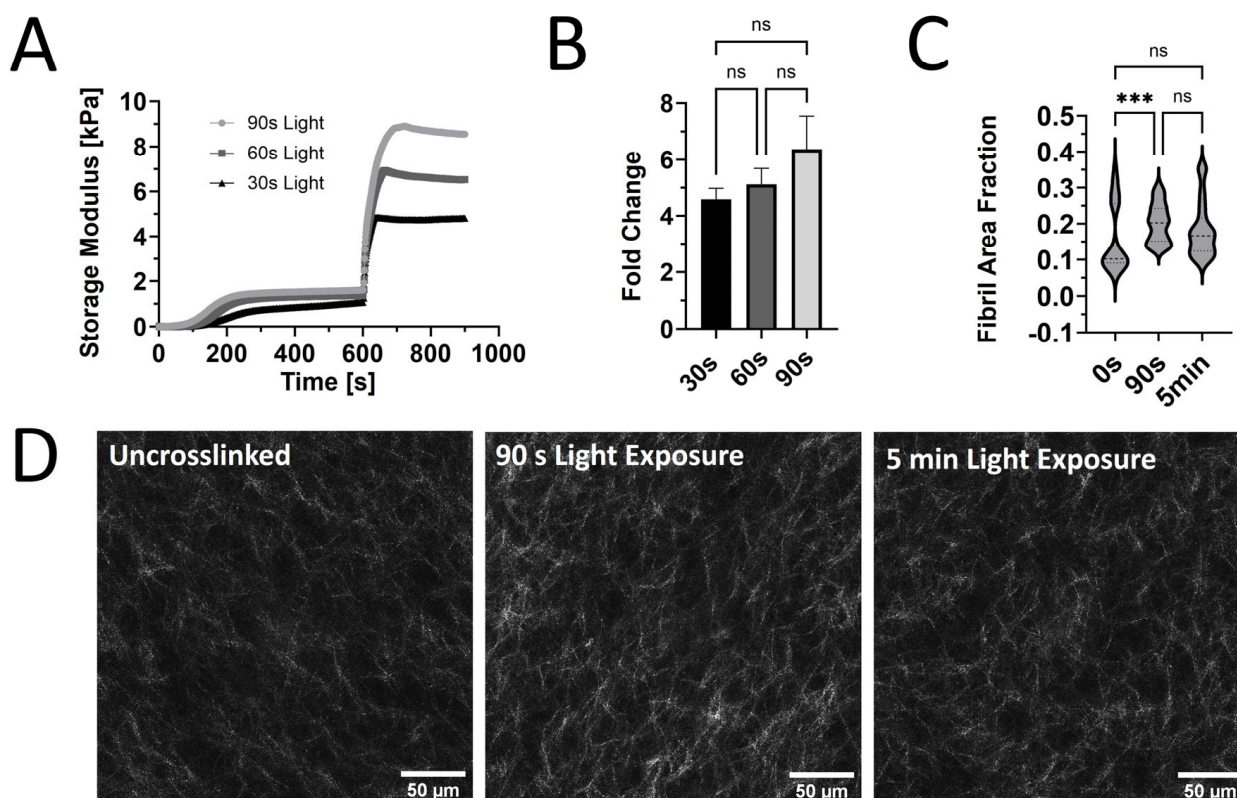 A
Storage Modulus [kPa]
10
8
6
4
2
0
90s Light
60s Light
30s Light
0
200
400
600
800
1000
Time [s]
B
ns
ns
ns
Fold Change
8
6
4
2
0
30s
60s
90s
C
ns
***
ns
Fibril Area Fraction
0.5
0.4
0.3
0.2
0.1
0.0
-0.1
0s
90s
5min
D
Uncrosslinked
50 µm
90 s Light Exposure
50 µm
5 min Light Exposure
50 µm